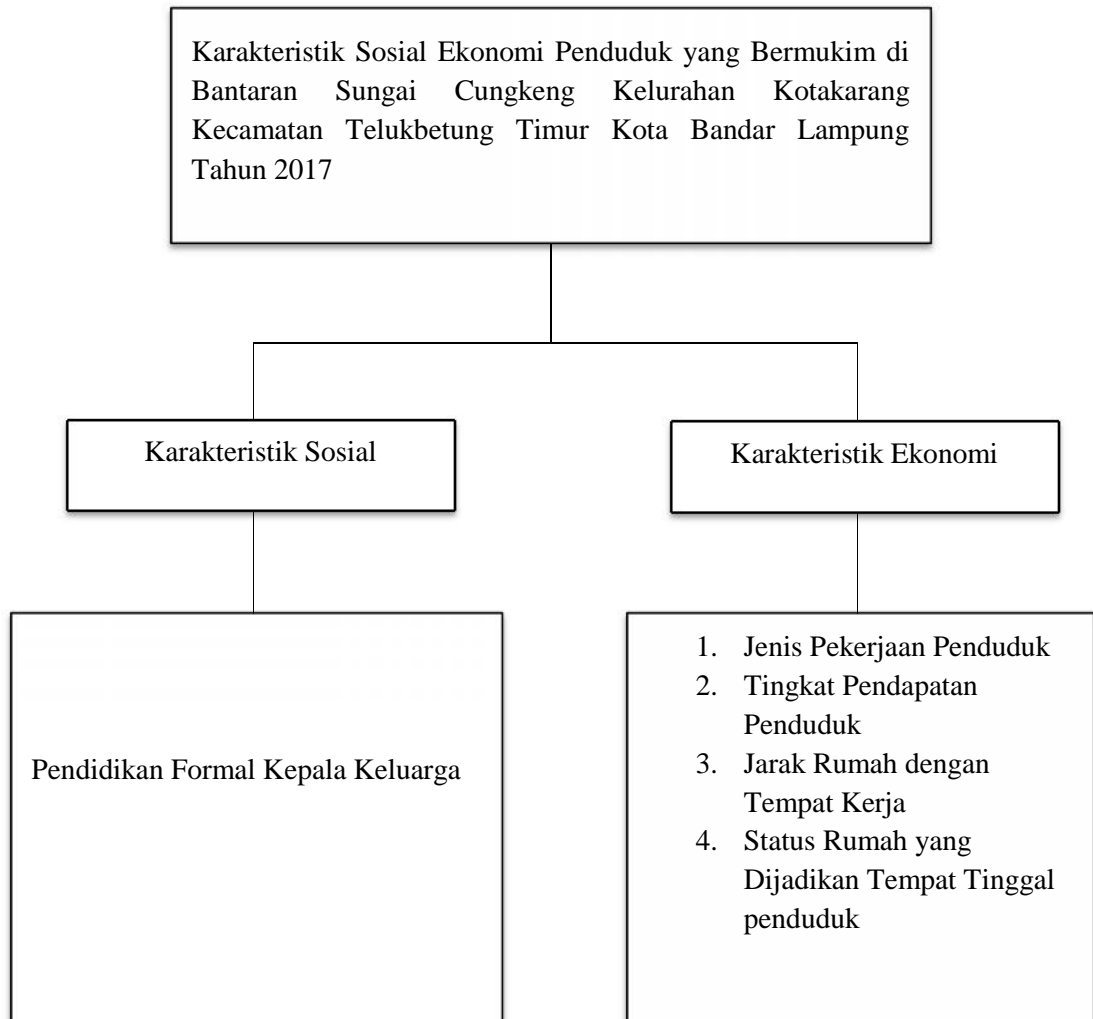 Karakteristik Sosial Ekonomi Penduduk yang Bermukim di
Bantaran Sungai Cungkeng Kelurahan Kotakarang
Kecamatan Telukbetung Timur Kota Bandar Lampung
Tahun 2017
Karakteristik Sosial
Karakteristik Ekonomi
Pendidikan Formal Kepala Keluarga
1. Jenis Pekerjaan Penduduk
2. Tingkat Pendapatan
Penduduk
3. Jarak Rumah dengan
Tempat Kerja
4. Status Rumah yang
Dijadikan Tempat Tinggal
penduduk